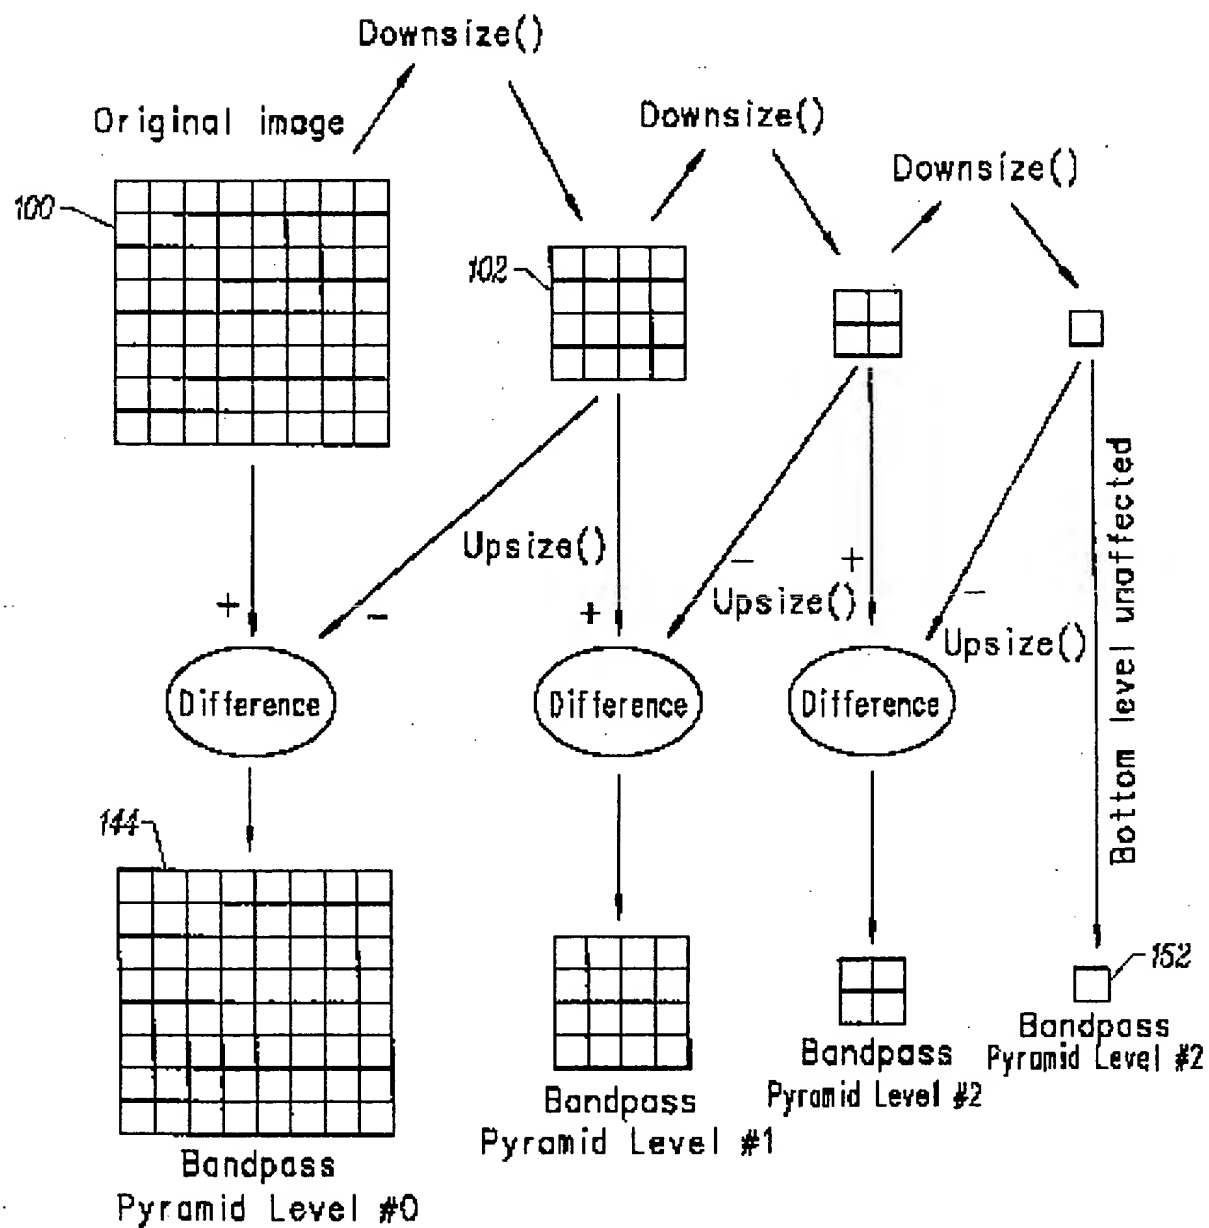 Downsize()
Downsize()
Downsize()
Original image
100
102
Upsize()
+
-
+
-
Upsize()
+
-
Upsize()
Bottom level unaffected
Difference
Difference
Difference
144
152
Bandpass
Pyramid Level #0
Bandpass
Pyramid Level #1
Bandpass
Pyramid Level #2
Bandpass
Pyramid Level #2